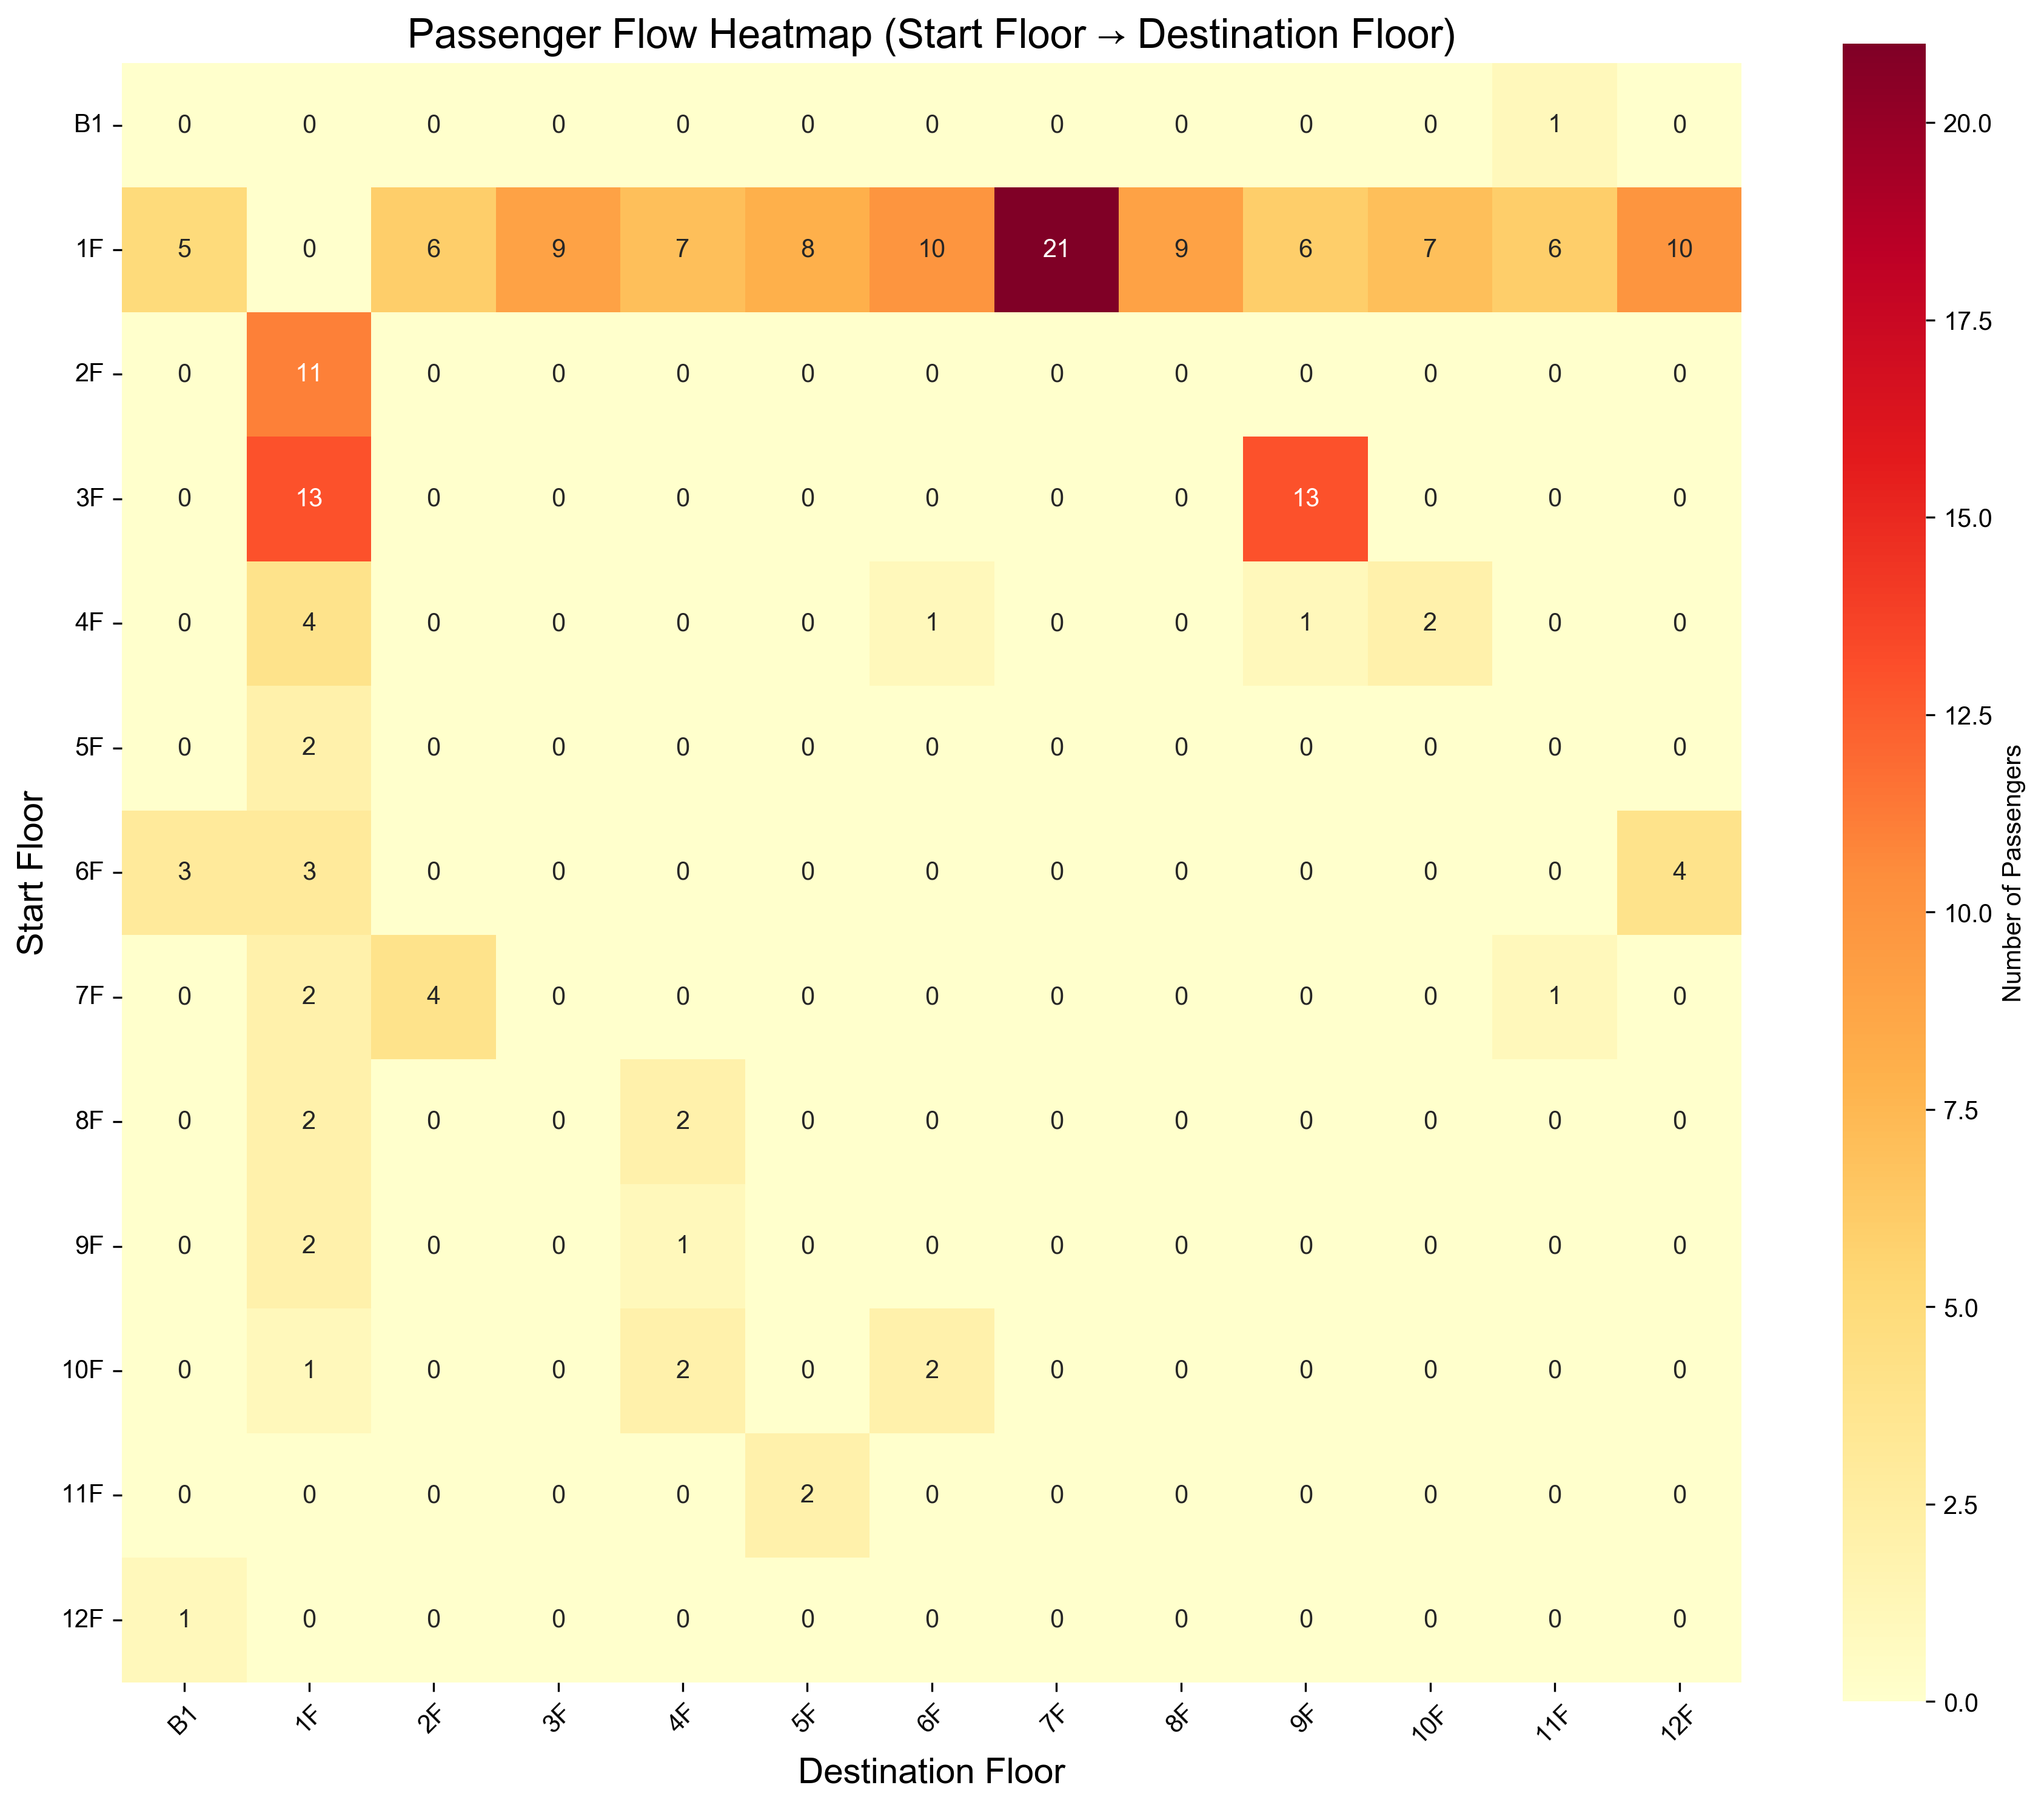 Passenger Flow Heatmap (Start Floor → Destination Floor)
B1 0 0 0 0 0 0 0 0 0 0 0 1 0
1F 5 0 6 9 7 8 10 21 9 6 7 6 10
2F 0 11 0 0 0 0 0 0 0 0 0 0 0
3F 0 13 0 0 0 0 0 0 0 13 0 0 0
4F 0 4 0 0 0 0 1 0 0 1 2 0 0
5F 0 2 0 0 0 0 0 0 0 0 0 0 0
6F 3 3 0 0 0 0 0 0 0 0 0 0 4
7F 0 2 4 0 0 0 0 0 0 0 0 1 0
8F 0 2 0 0 2 0 0 0 0 0 0 0 0
9F 0 2 0 0 1 0 0 0 0 0 0 0 0
10F 0 1 0 0 2 0 2 0 0 0 0 0 0
11F 0 0 0 0 0 2 0 0 0 0 0 0 0
12F 1 0 0 0 0 0 0 0 0 0 0 0 0
B1 1F 2F 3F 4F 5F 6F 7F 8F 9F 10F 11F 12F
Start Floor
Destination Floor
20.0
17.5
15.0
12.5
10.0
7.5
5.0
2.5
0.0
Number of Passengers